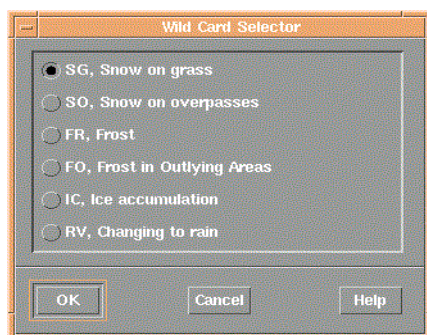 Wild Card Selector
SG, Snow on grass
SO, Snow on overpasses
FR, Frost
FO, Frost in Outlying Areas
IC, Ice accumulation
RV, Changing to rain
OK
Cancel
Help